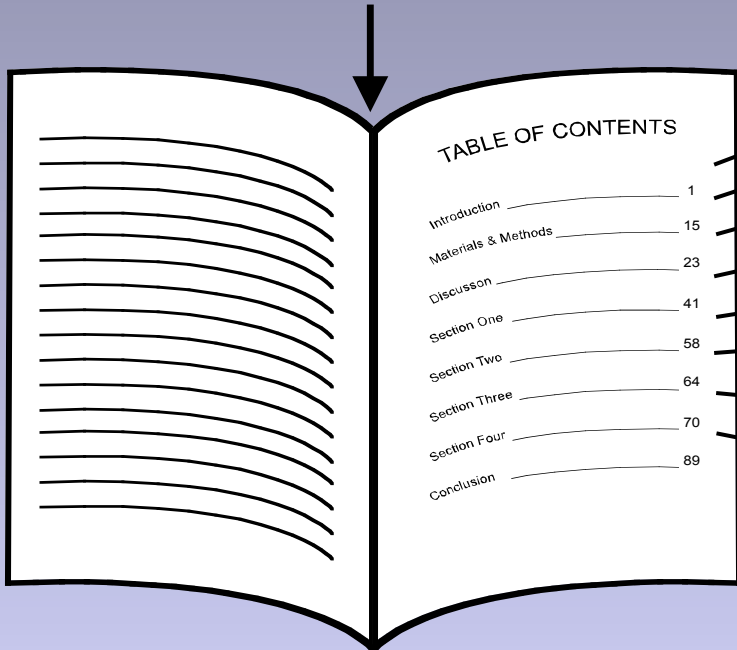 TABLE OF CONTENTS
Introduction 1
Materials & Methods 15
Discusson 23
Section One 41
Section Two 58
Section Three 64
Section Four 70
Conclusion 89